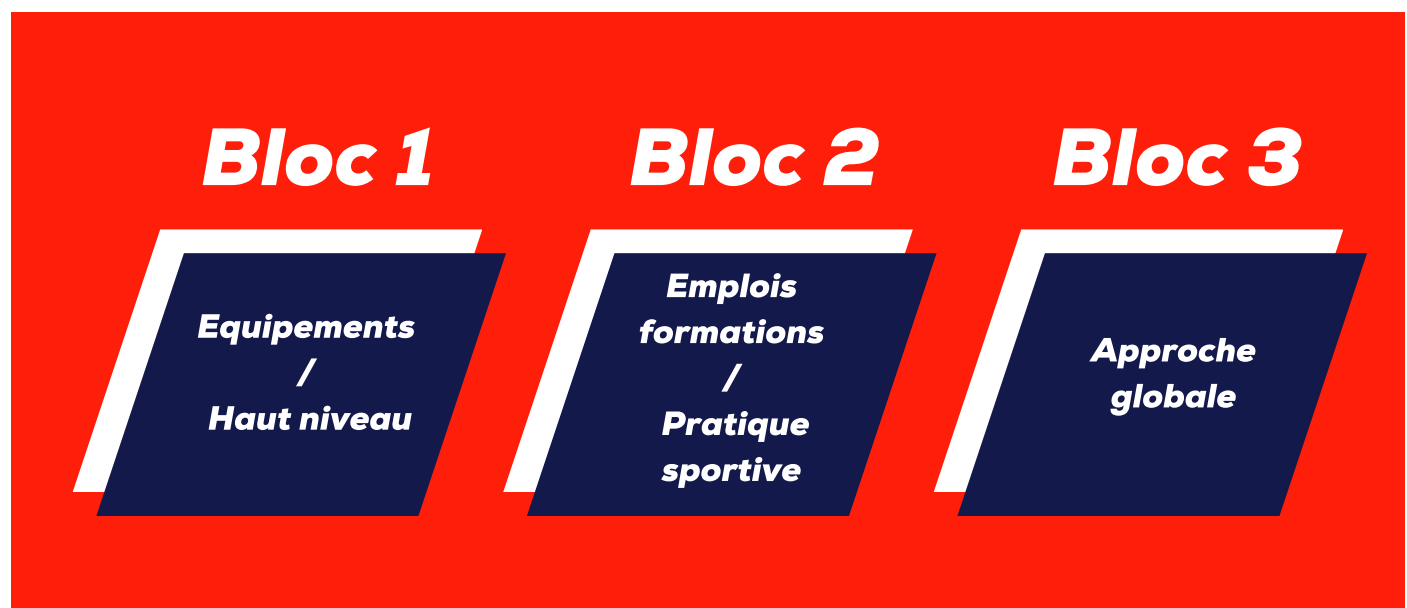 Bloc 1
Equipements
/
Haut niveau
Bloc 2
Emplois
formations
/
Pratique
sportive
Bloc 3
Approche
globale